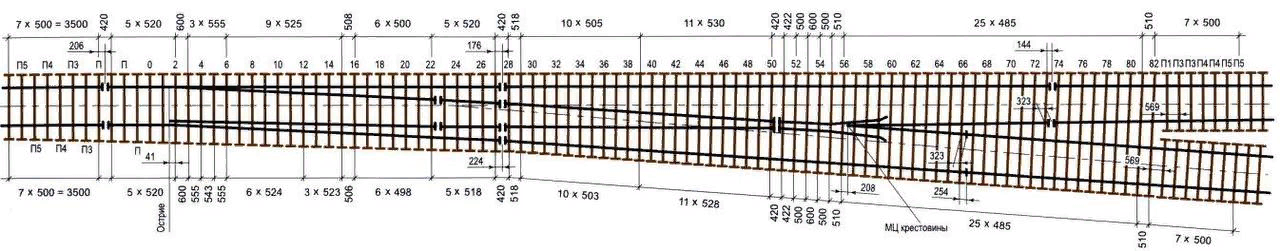 7 × 500 = 3500 420 5 × 520 600 3 × 555 9 × 525 508 6 × 500 5 × 520 420 518 10 × 505 11 × 530 420 422 500 600 500 510 25 × 485 510 7 × 500
206 176 144
П5 П4 П3 П П 0 2 4 6 8 10 12 14 16 18 20 22 24 26 28 30 32 34 36 38 40 42 44 46 48 50 52 54 56 58 60 62 64 66 68 70 72 74 76 78 80 82 П1 П3 П3 П4 П4 П5 П5
323 569
П5 П4 П3 П
41 224 323 569
208 254
7 × 500 = 3500 5 × 520 600 555 543 555 6 × 524 3 × 523 506 6 × 498 5 × 518 420 518 10 × 503 11 × 528 420 422 500 600 500 510 25 × 485 510 7 × 500
Острие
МЦ крестовины